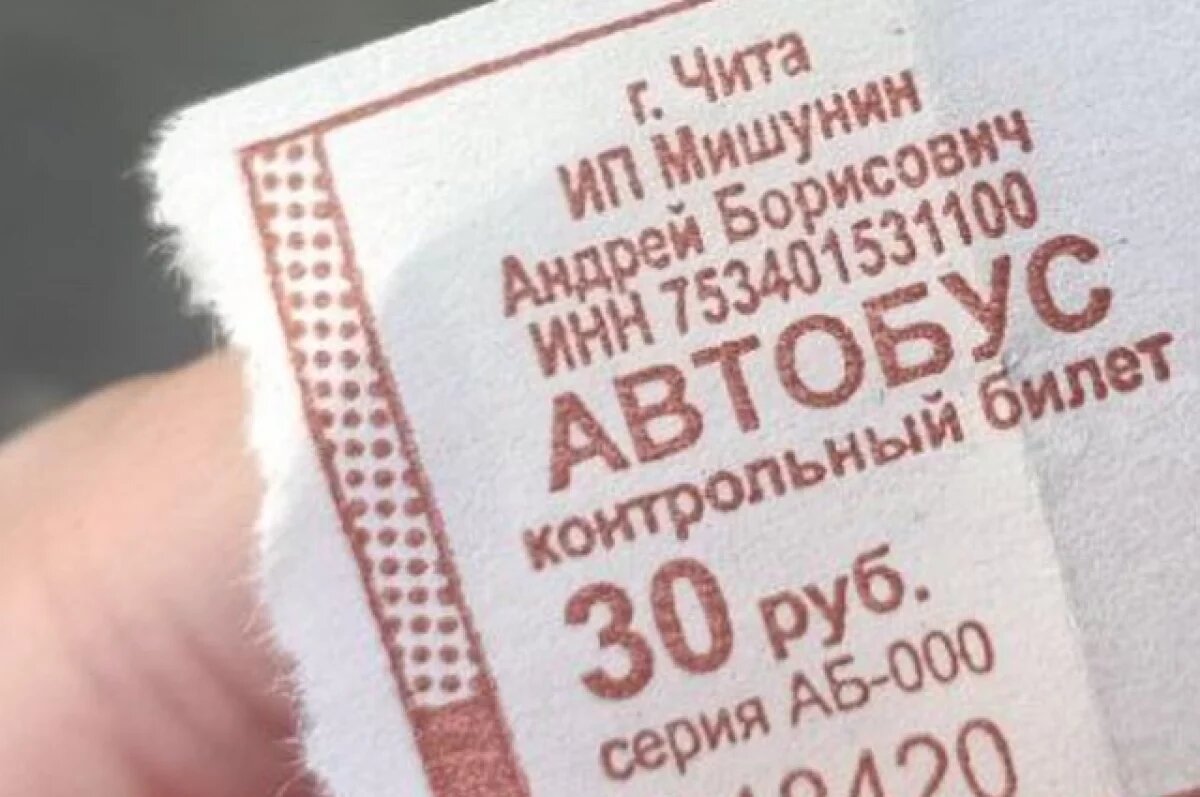 г. Чита
ИП Мишунин
Андрей Борисович
ИНН 753401531100
АВТОБУС
контрольный билет
30 руб.
серия АБ-000